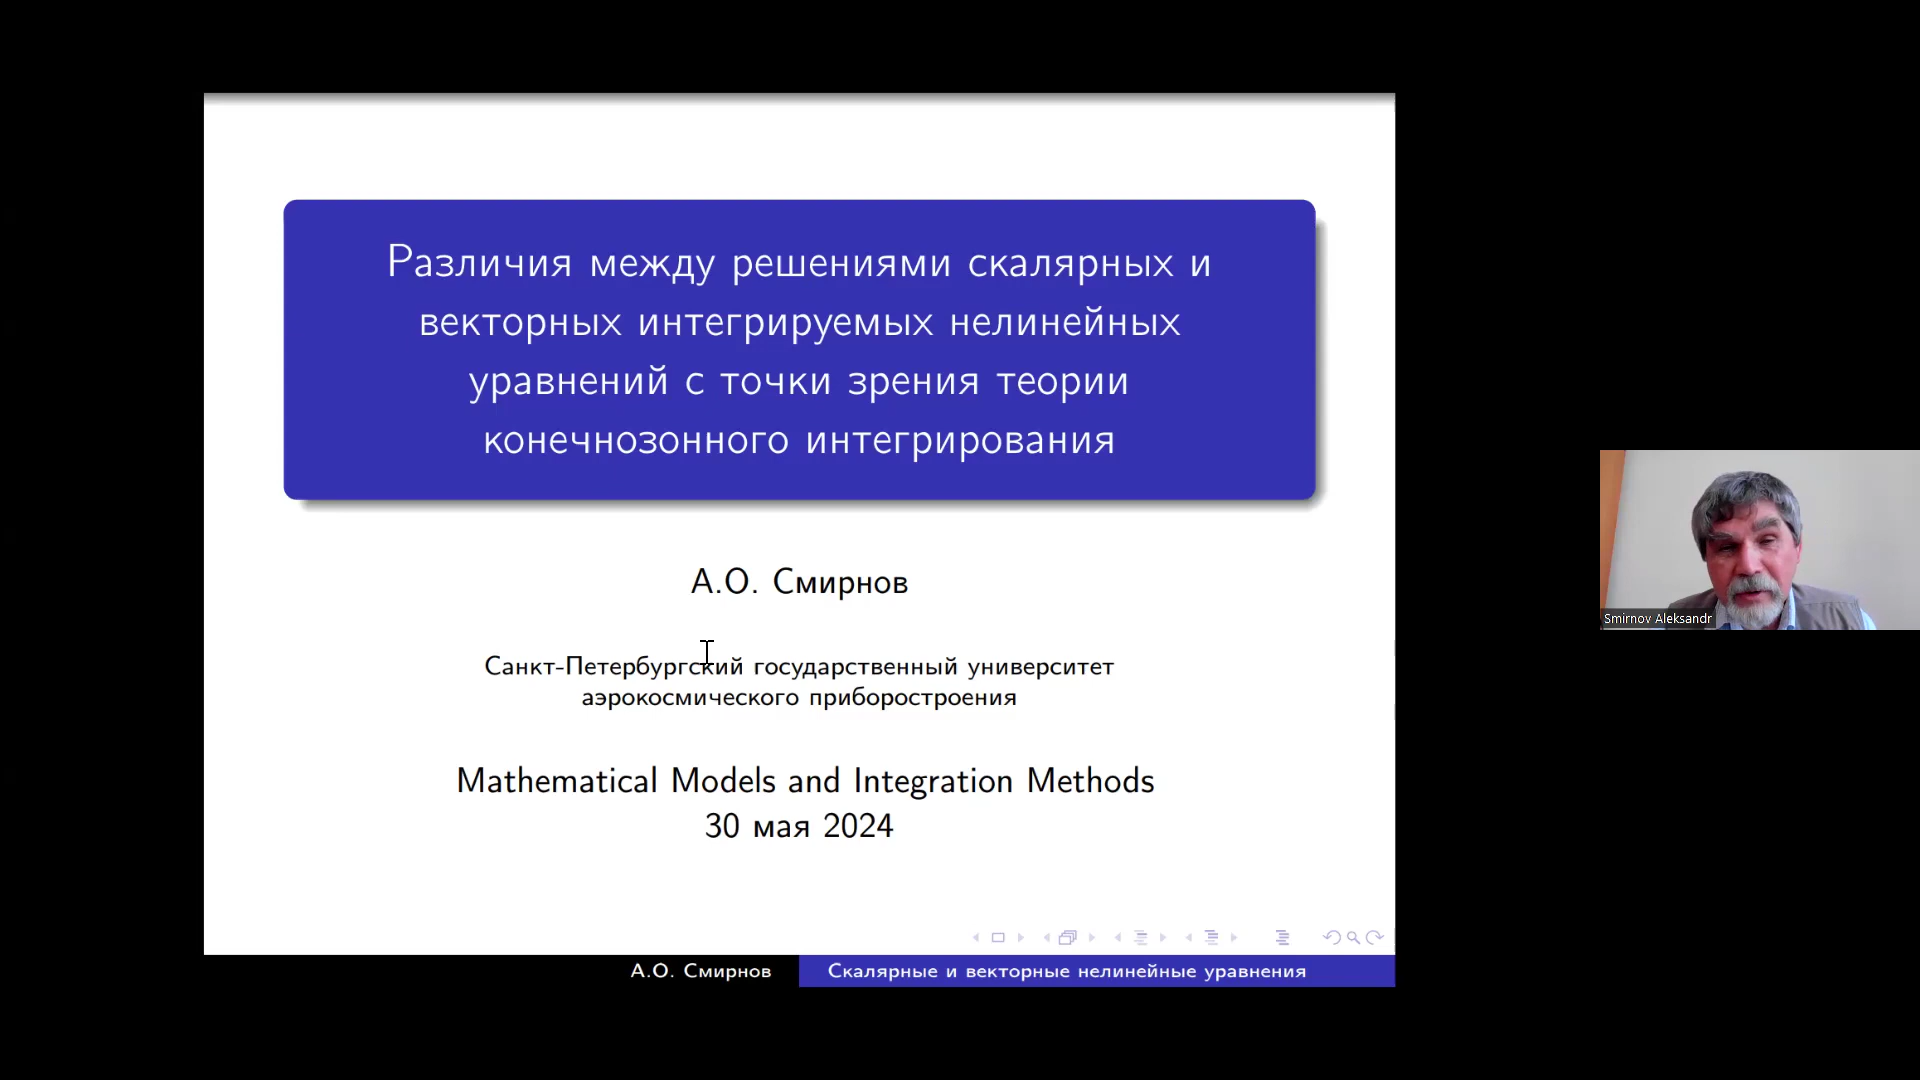 Различия между решениями скалярных и
векторных интегрируемых нелинейных
уравнений с точки зрения теории
конечнозонного интегрирования
А.О. Смирнов
Санкт-Петербургский государственный университет
аэрокосмического приборостроения
Mathematical Models and Integration Methods
30 мая 2024
А.О. Смирнов
Скалярные и векторные нелинейные уравнения
Smirnov Aleksandr